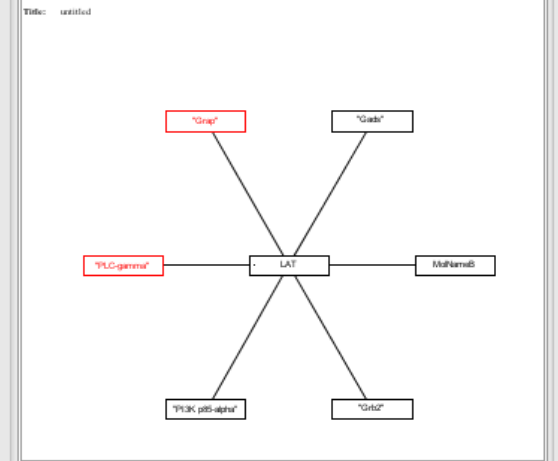 Title: untitled
"Grap"
"Gads"
"PLC-gamma"
LAT
MolNameB
"PI3K p85-alpha"
"Grb2"